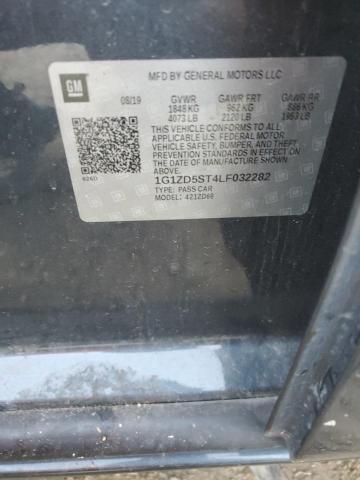 GM
MFD BY GENERAL MOTORS LLC
08/19 GVWR GAWR FRT GAWR RR
1848 KG 962 KG 886 KG
4073 LB 2120 LB 1953 LB
THIS VEHICLE CONFORMS TO ALL
APPLICABLE U.S. FEDERAL MOTOR
VEHICLE SAFETY, BUMPER, AND THEFT
PREVENTION STANDARDS IN EFFECT ON
THE DATE OF MANUFACTURE SHOWN ABOVE.
1G1ZD5ST4LF032282
TYPE: PASS CAR
MODEL: 4Z1ZD69